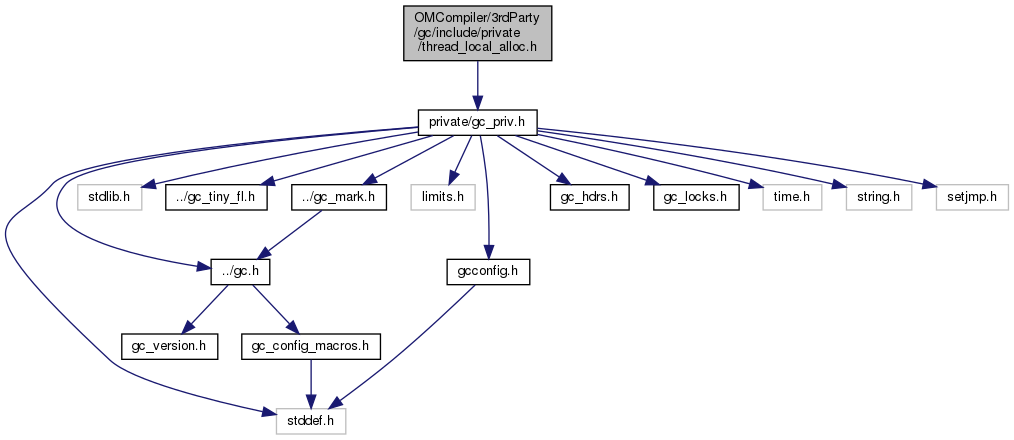 OMCompiler/3rdParty
/gc/include/private
/thread_local_alloc.h
private/gc_priv.h
stdlib.h
../gc_tiny_fl.h
../gc_mark.h
limits.h
gc_hdrs.h
gc_locks.h
time.h
string.h
setjmp.h
../gc.h
gcconfig.h
gc_version.h
gc_config_macros.h
stddef.h